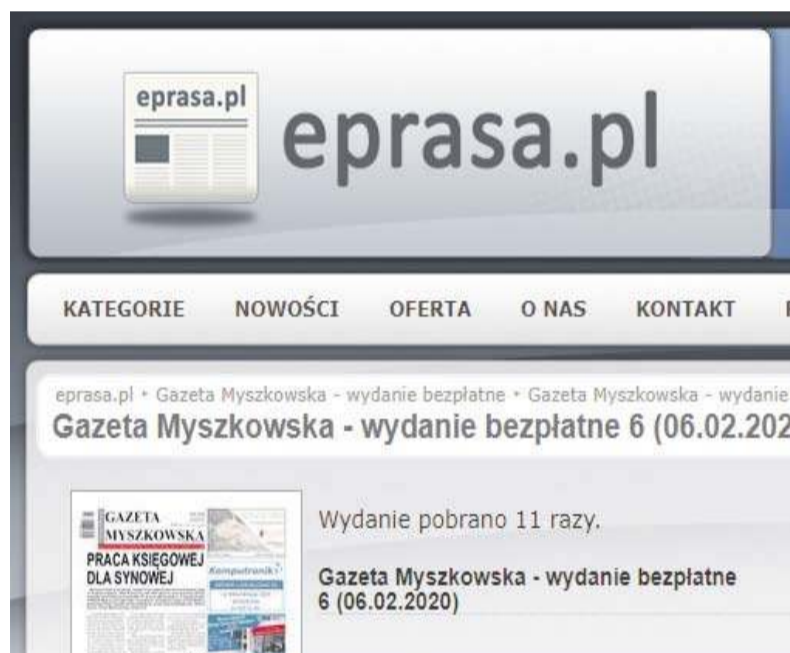 eprasa.pl
eprasa.pl
KATEGORIE NOWOŚCI OFERTA O NAS KONTAKT
eprasa.pl • Gazeta Myszkowska - wydanie bezpłatne • Gazeta Myszkowska - wydanie
Gazeta Myszkowska - wydanie bezpłatne 6 (06.02.202
Wydanie pobrano 11 razy.
Gazeta Myszkowska - wydanie bezpłatne
6 (06.02.2020)
GAZETA
MYSZKOWSKA
PRACA KSIĘGOWEJ
DLA SYNOWEJ
Komputronik